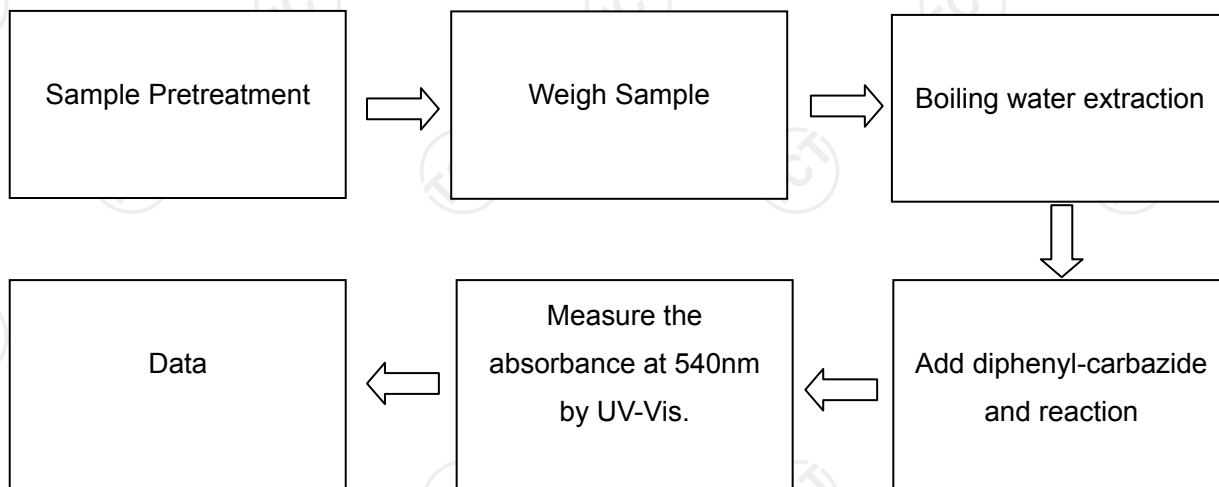 Sample Pretreatment
Weigh Sample
Boiling water extraction
Add diphenyl-carbazide
and reaction
Measure the
absorbance at 540nm
by UV-Vis.
Data